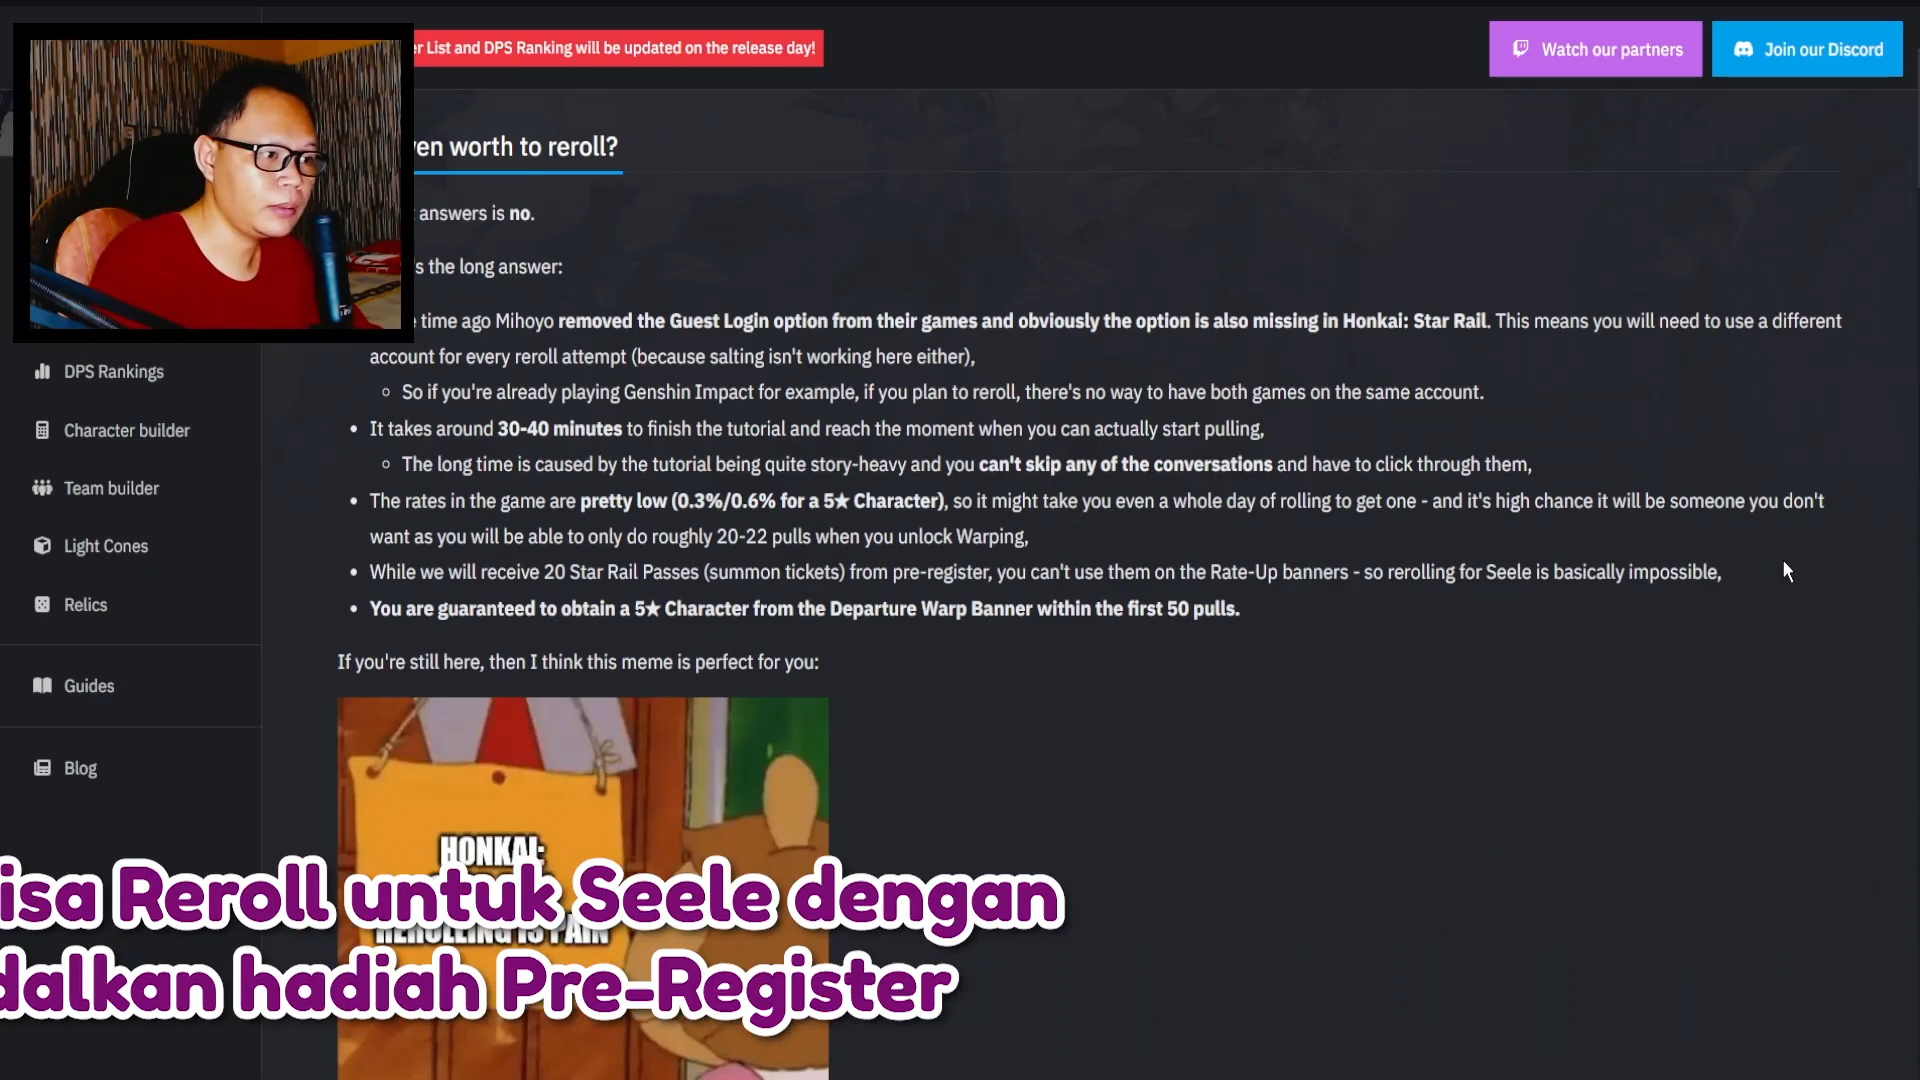 er List and DPS Ranking will be updated on the release day!
Watch our partners
Join our Discord
ven worth to reroll?
answers is no.
s the long answer:
time ago Mihoyo removed the Guest Login option from their games and obviously the option is also missing in Honkai: Star Rail. This means you will need to use a different
account for every reroll attempt (because salting isn't working here either),
So if you're already playing Genshin Impact for example, if you plan to reroll, there's no way to have both games on the same account.
It takes around 30-40 minutes to finish the tutorial and reach the moment when you can actually start pulling,
The long time is caused by the tutorial being quite story-heavy and you can't skip any of the conversations and have to click through them,
The rates in the game are pretty low (0.3%/0.6% for a 5★ Character), so it might take you even a whole day of rolling to get one - and it's high chance it will be someone you don't
want as you will be able to only do roughly 20-22 pulls when you unlock Warping,
While we will receive 20 Star Rail Passes (summon tickets) from pre-register, you can't use them on the Rate-Up banners - so rerolling for Seele is basically impossible,
You are guaranteed to obtain a 5★ Character from the Departure Warp Banner within the first 50 pulls.
If you're still here, then I think this meme is perfect for you:
DPS Rankings
Character builder
Team builder
Light Cones
Relics
Guides
Blog
HONKAI:
REROLLING IS PAIN
isa Reroll untuk Seele dengan
dalkan hadiah Pre-Register